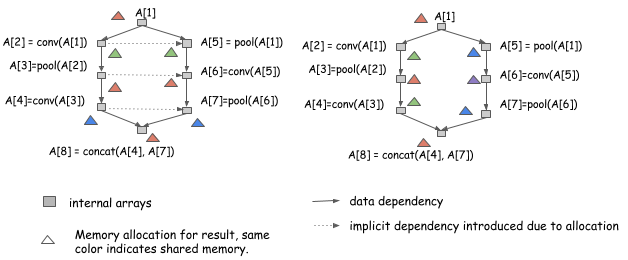 A[1]
A[2] = conv(A[1])
A[5] = pool(A[1])
A[3]=pool(A[2])
A[6]=conv(A[5])
A[4]=conv(A[3])
A[7]=pool(A[6])
A[8] = concat(A[4], A[7])
A[1]
A[2] = conv(A[1])
A[5] = pool(A[1])
A[3]=pool(A[2])
A[6]=conv(A[5])
A[4]=conv(A[3])
A[7]=pool(A[6])
A[8] = concat(A[4], A[7])
internal arrays
Memory allocation for result, same
color indicates shared memory.
data dependency
implicit dependency introduced due to allocation